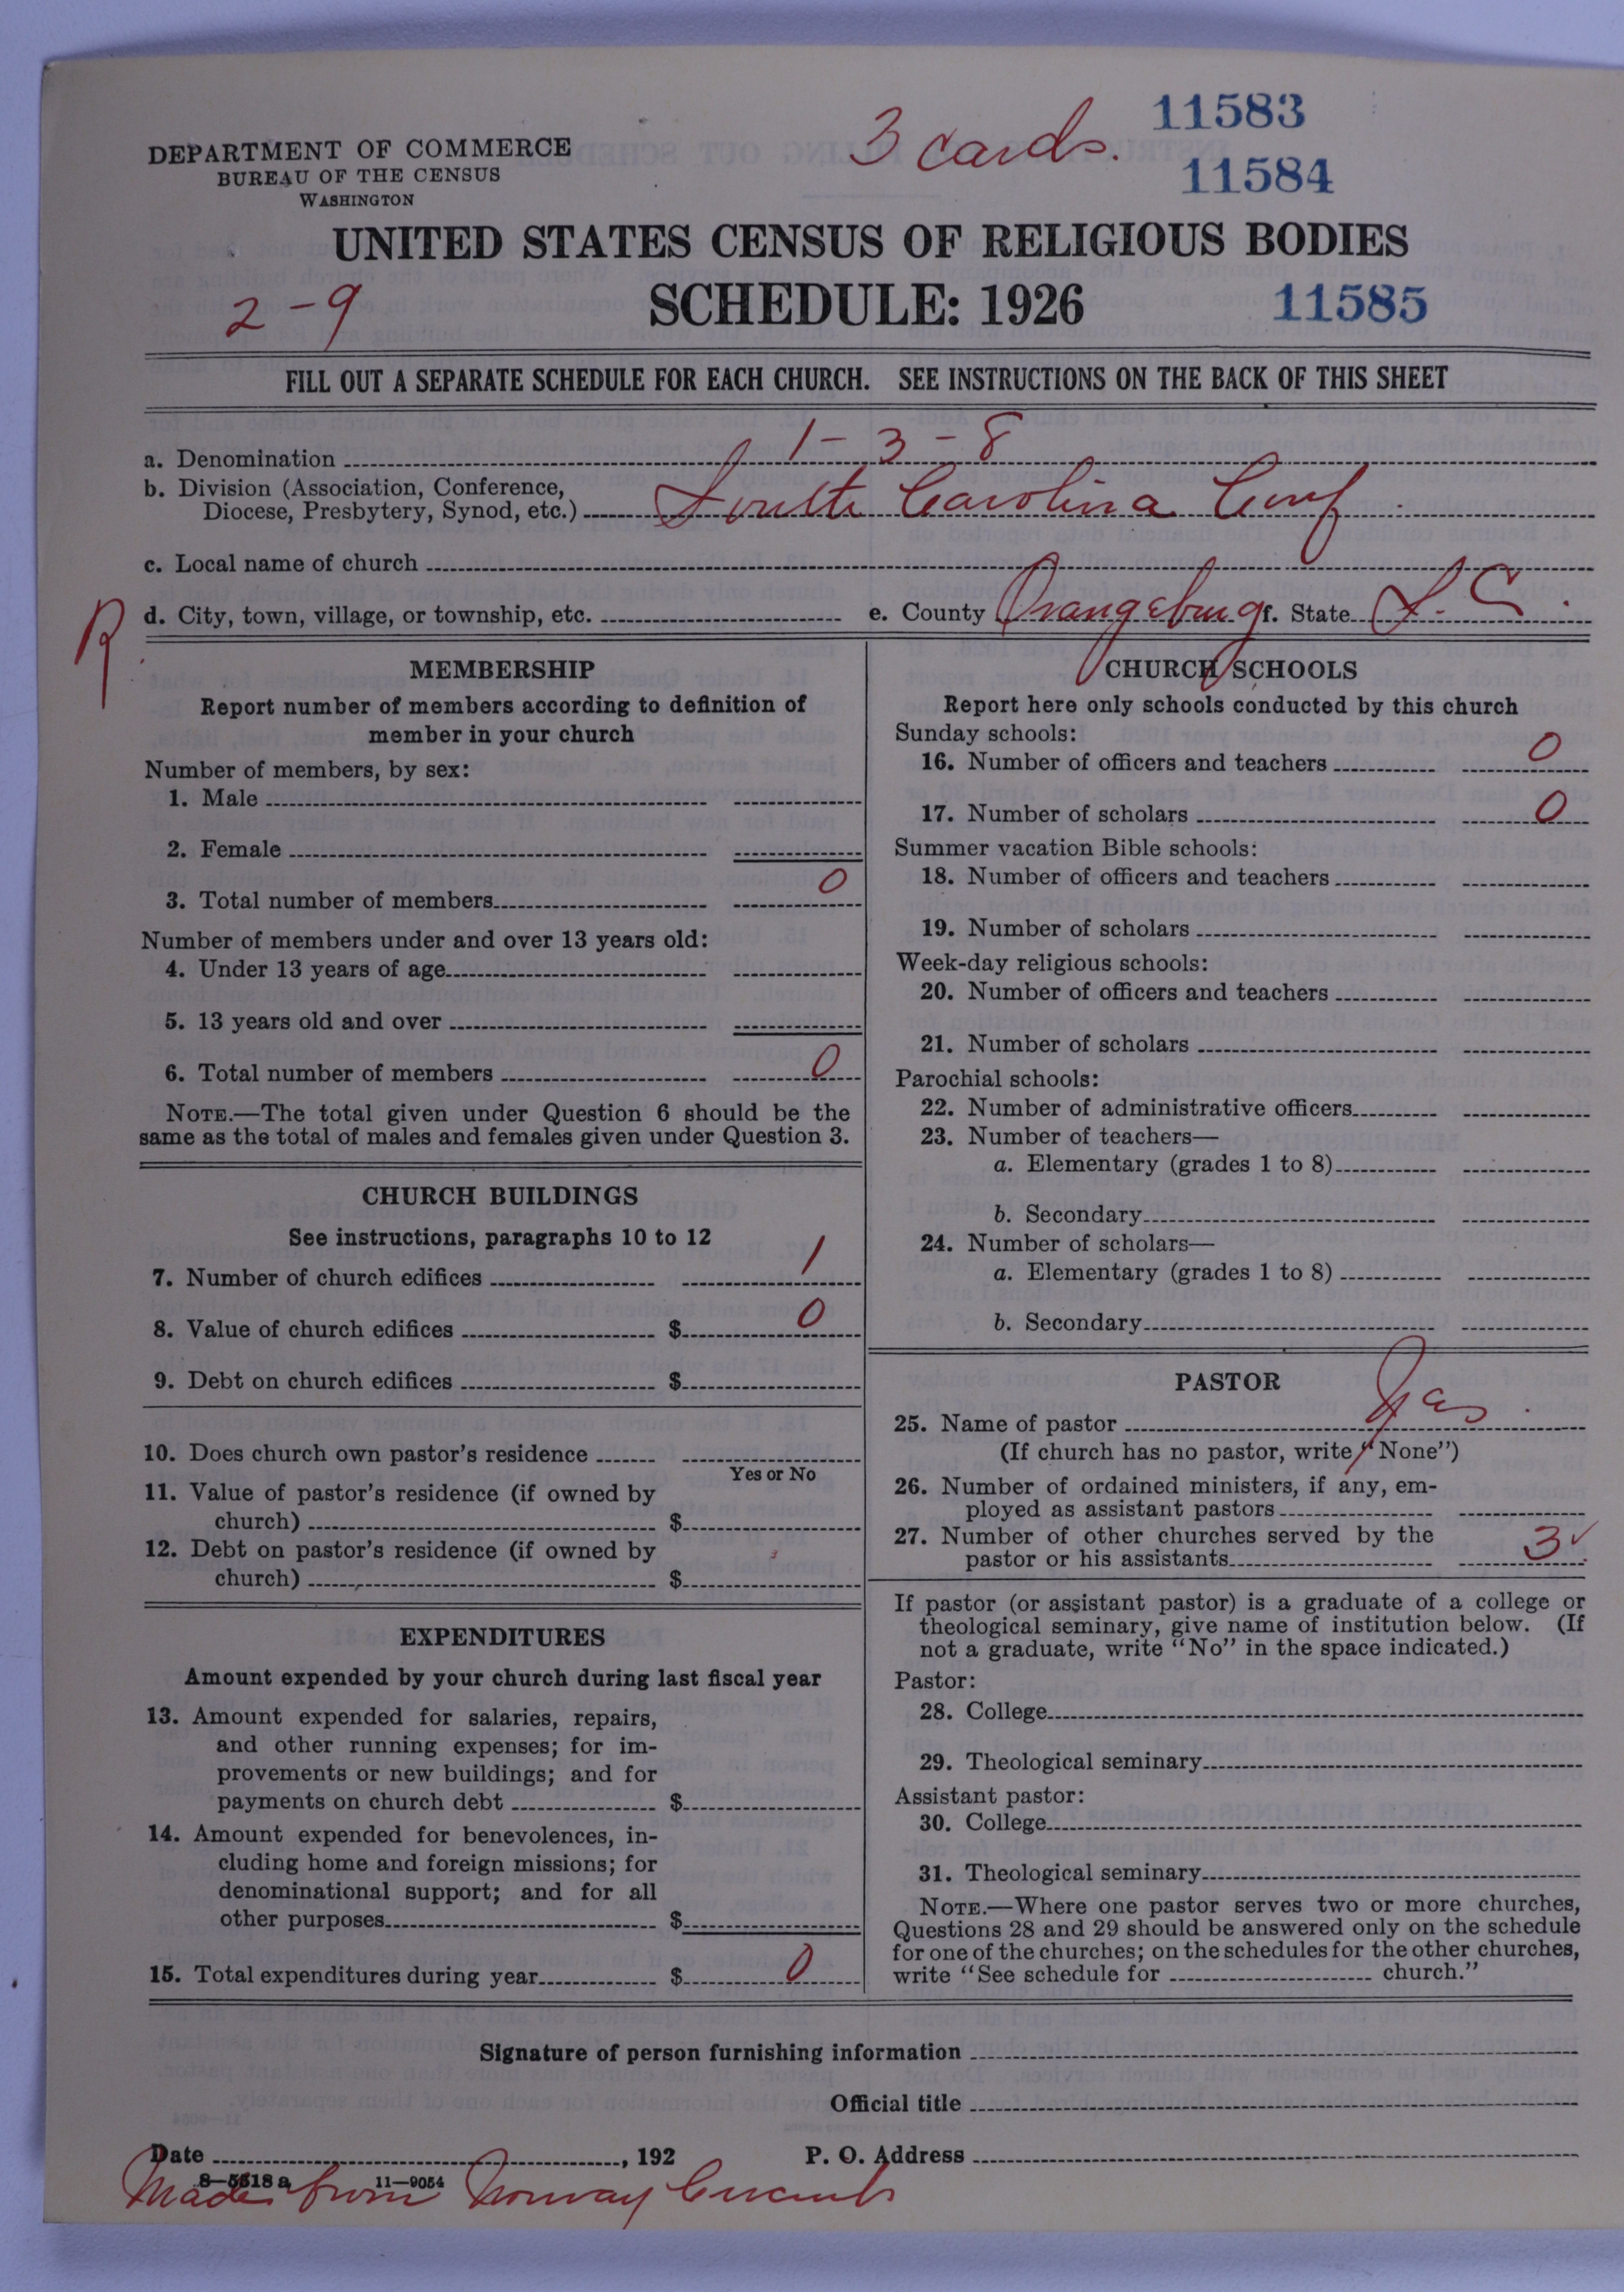 3 cards.
11583
11584
DEPARTMENT OF COMMERCE
BUREAU OF THE CENSUS
WASHINGTON
UNITED STATES CENSUS OF RELIGIOUS BODIES
2-9
SCHEDULE: 1926
11585
FILL OUT A SEPARATE SCHEDULE FOR EACH CHURCH. SEE INSTRUCTIONS ON THE BACK OF THIS SHEET
a. Denomination 1-3-8
b. Division (Association, Conference,
Diocese, Presbytery, Synod, etc.) South Carolina Conf
c. Local name of church
R
d. City, town, village, or township, etc. e. County Orangeburg f. State S.C.
MEMBERSHIP
Report number of members according to definition of
member in your church
Number of members, by sex:
1. Male
2. Female
3. Total number of members 0
Number of members under and over 13 years old:
4. Under 13 years of age
5. 13 years old and over
6. Total number of members 0
NOTE.—The total given under Question 6 should be the
same as the total of males and females given under Question 3.
CHURCH BUILDINGS
See instructions, paragraphs 10 to 12
7. Number of church edifices 1
8. Value of church edifices $ 0
9. Debt on church edifices $
10. Does church own pastor's residence
Yes or No
11. Value of pastor's residence (if owned by
church) $
12. Debt on pastor's residence (if owned by
church) $
EXPENDITURES
Amount expended by your church during last fiscal year
13. Amount expended for salaries, repairs,
and other running expenses; for im-
provements or new buildings; and for
payments on church debt $
14. Amount expended for benevolences, in-
cluding home and foreign missions; for
denominational support; and for all
other purposes $
15. Total expenditures during year $ 0
CHURCH SCHOOLS
Report here only schools conducted by this church
Sunday schools:
16. Number of officers and teachers 0
17. Number of scholars 0
Summer vacation Bible schools:
18. Number of officers and teachers
19. Number of scholars
Week-day religious schools:
20. Number of officers and teachers
21. Number of scholars
Parochial schools:
22. Number of administrative officers
23. Number of teachers—
a. Elementary (grades 1 to 8)
b. Secondary
24. Number of scholars—
a. Elementary (grades 1 to 8)
b. Secondary
PASTOR
25. Name of pastor
(If church has no pastor, write "None")
26. Number of ordained ministers, if any, em-
ployed as assistant pastors
27. Number of other churches served by the
pastor or his assistants 3 ✓
If pastor (or assistant pastor) is a graduate of a college or
theological seminary, give name of institution below. (If
not a graduate, write "No" in the space indicated.)
Pastor:
28. College
29. Theological seminary
Assistant pastor:
30. College
31. Theological seminary
NOTE.—Where one pastor serves two or more churches,
Questions 28 and 29 should be answered only on the schedule
for one of the churches; on the schedules for the other churches,
write "See schedule for church."
Signature of person furnishing information
Official title
Date , 192 P. O. Address
8-5518a 11-9054
Made from Norway